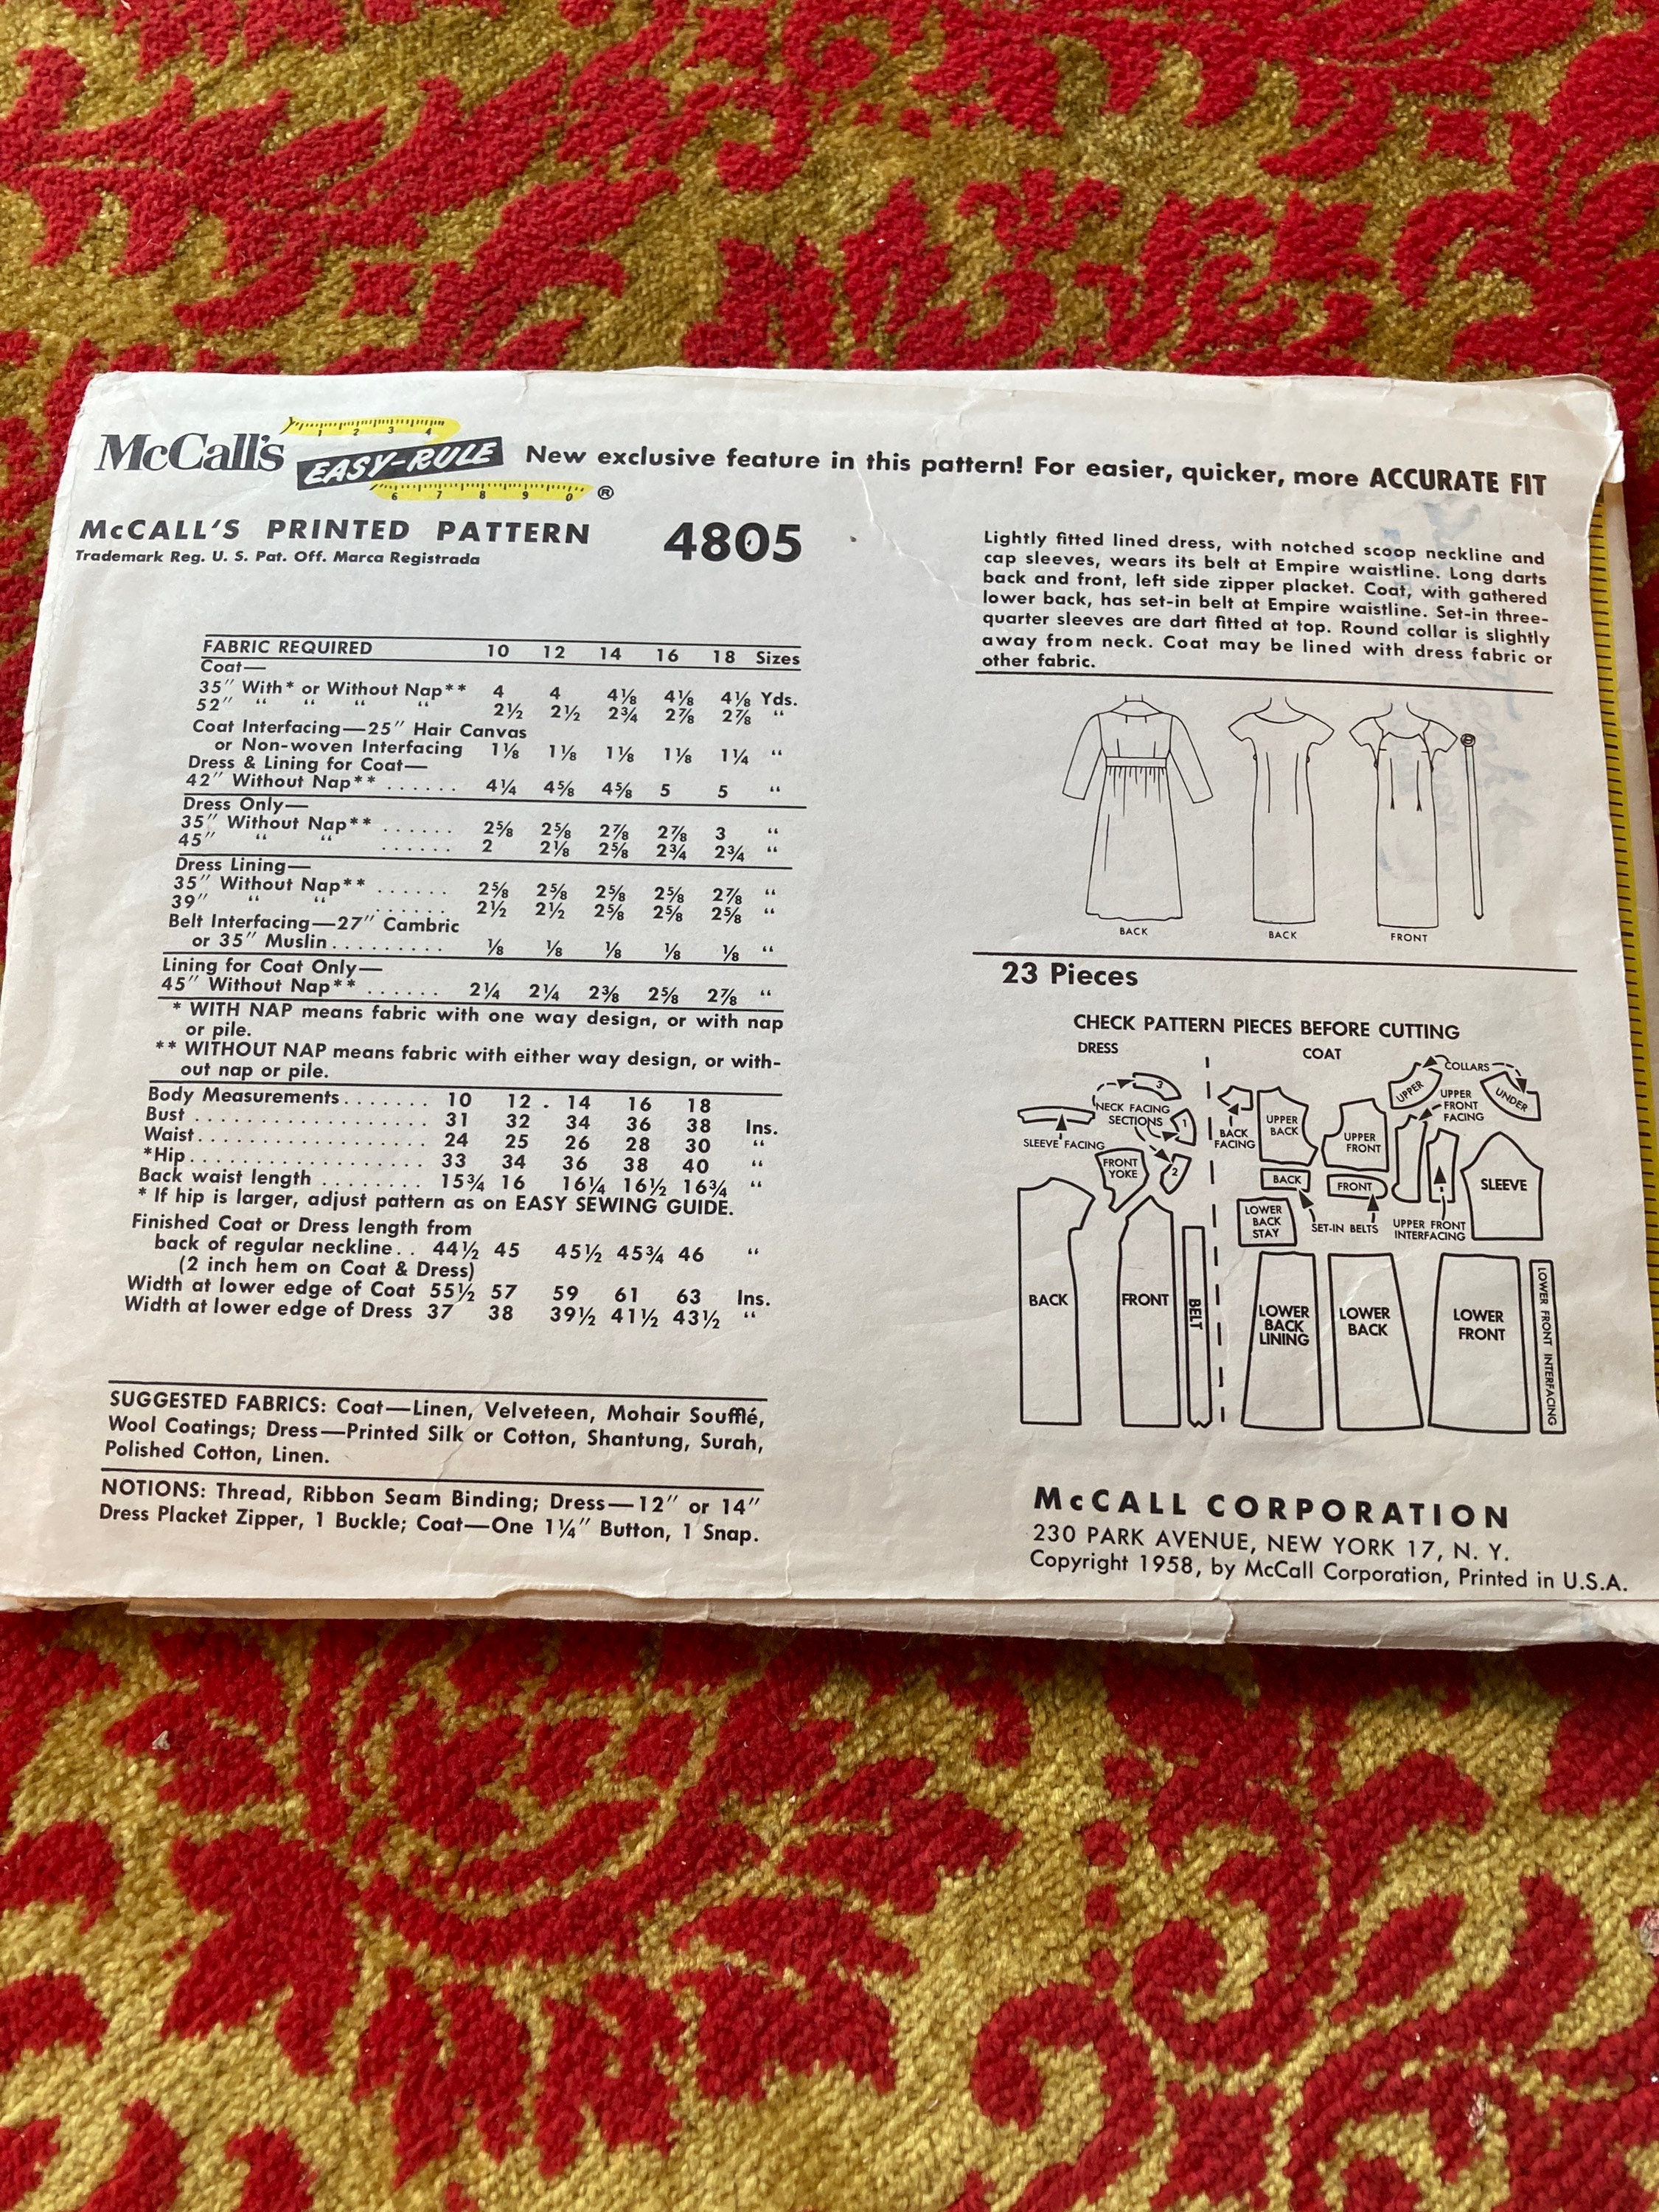 McCall's EASY-RULE ® New exclusive feature in this pattern! For easier, quicker, more ACCURATE FIT
1 2 3 4
6 7 8 9 0
McCALL'S PRINTED PATTERN 4805
Trademark Reg. U. S. Pat. Off. Marca Registrada
FABRIC REQUIRED 10 12 14 16 18 Sizes
Coat—
35″ With* or Without Nap** 4 4 4⅛ 4⅛ 4⅛ Yds.
52″ “ “ “ “ 2½ 2½ 2¾ 2⅞ 2⅞ “
Coat Interfacing—25″ Hair Canvas
or Non-woven Interfacing 1⅛ 1⅛ 1⅛ 1⅛ 1¼ “
Dress & Lining for Coat—
42″ Without Nap** ...... 4¼ 4⅝ 4⅝ 5 5 “
Dress Only—
35″ Without Nap** ...... 2⅝ 2⅝ 2⅞ 2⅞ 3 “
45″ “ “ ...... 2 2⅛ 2⅝ 2¾ 2¾ “
Dress Lining—
35″ Without Nap** ...... 2⅝ 2⅝ 2⅝ 2⅝ 2⅞ “
39″ “ “ ...... 2½ 2½ 2⅝ 2⅝ 2⅝ “
Belt Interfacing—27″ Cambric
or 35″ Muslin......... ⅛ ⅛ ⅛ ⅛ ⅛ “
Lining for Coat Only—
45″ Without Nap** ...... 2¼ 2¼ 2⅜ 2⅝ 2⅞ “
* WITH NAP means fabric with one way design, or with nap
or pile.
** WITHOUT NAP means fabric with either way design, or with-
out nap or pile.
Body Measurements....... 10 12 . 14 16 18
Bust .................... 31 32 34 36 38 Ins.
Waist.................... 24 25 26 28 30 “
*Hip..................... 33 34 36 38 40 “
Back waist length ........ 15¾ 16 16¼ 16½ 16¾ “
* If hip is larger, adjust pattern as on EASY SEWING GUIDE.
Finished Coat or Dress length from
back of regular neckline.. 44½ 45 45½ 45¾ 46 “
(2 inch hem on Coat & Dress)
Width at lower edge of Coat 55½ 57 59 61 63 Ins.
Width at lower edge of Dress 37 38 39½ 41½ 43½ “
SUGGESTED FABRICS: Coat—Linen, Velveteen, Mohair Soufflé,
Wool Coatings; Dress—Printed Silk or Cotton, Shantung, Surah,
Polished Cotton, Linen.
NOTIONS: Thread, Ribbon Seam Binding; Dress—12″ or 14″
Dress Placket Zipper, 1 Buckle; Coat—One 1¼″ Button, 1 Snap.
Lightly fitted lined dress, with notched scoop neckline and
cap sleeves, wears its belt at Empire waistline. Long darts
back and front, left side zipper placket. Coat, with gathered
lower back, has set-in belt at Empire waistline. Set-in three-
quarter sleeves are dart fitted at top. Round collar is slightly
away from neck. Coat may be lined with dress fabric or
other fabric.
BACK BACK FRONT
23 Pieces
CHECK PATTERN PIECES BEFORE CUTTING
DRESS COAT
3
NECK FACING
SECTIONS
1
SLEEVE FACING
FRONT
YOKE
2
BACK
FRONT
BELT
BACK
FACING
UPPER
BACK
UPPER
FRONT
UPPER
COLLARS
UNDER
UPPER
FRONT
FACING
BACK
FRONT
SLEEVE
LOWER
BACK
STAY
SET-IN BELTS
UPPER FRONT
INTERFACING
LOWER
BACK
LINING
LOWER
BACK
LOWER
FRONT
LOWER FRONT INTERFACING
McCALL CORPORATION
230 PARK AVENUE, NEW YORK 17, N. Y.
Copyright 1958, by McCall Corporation, Printed in U.S.A.